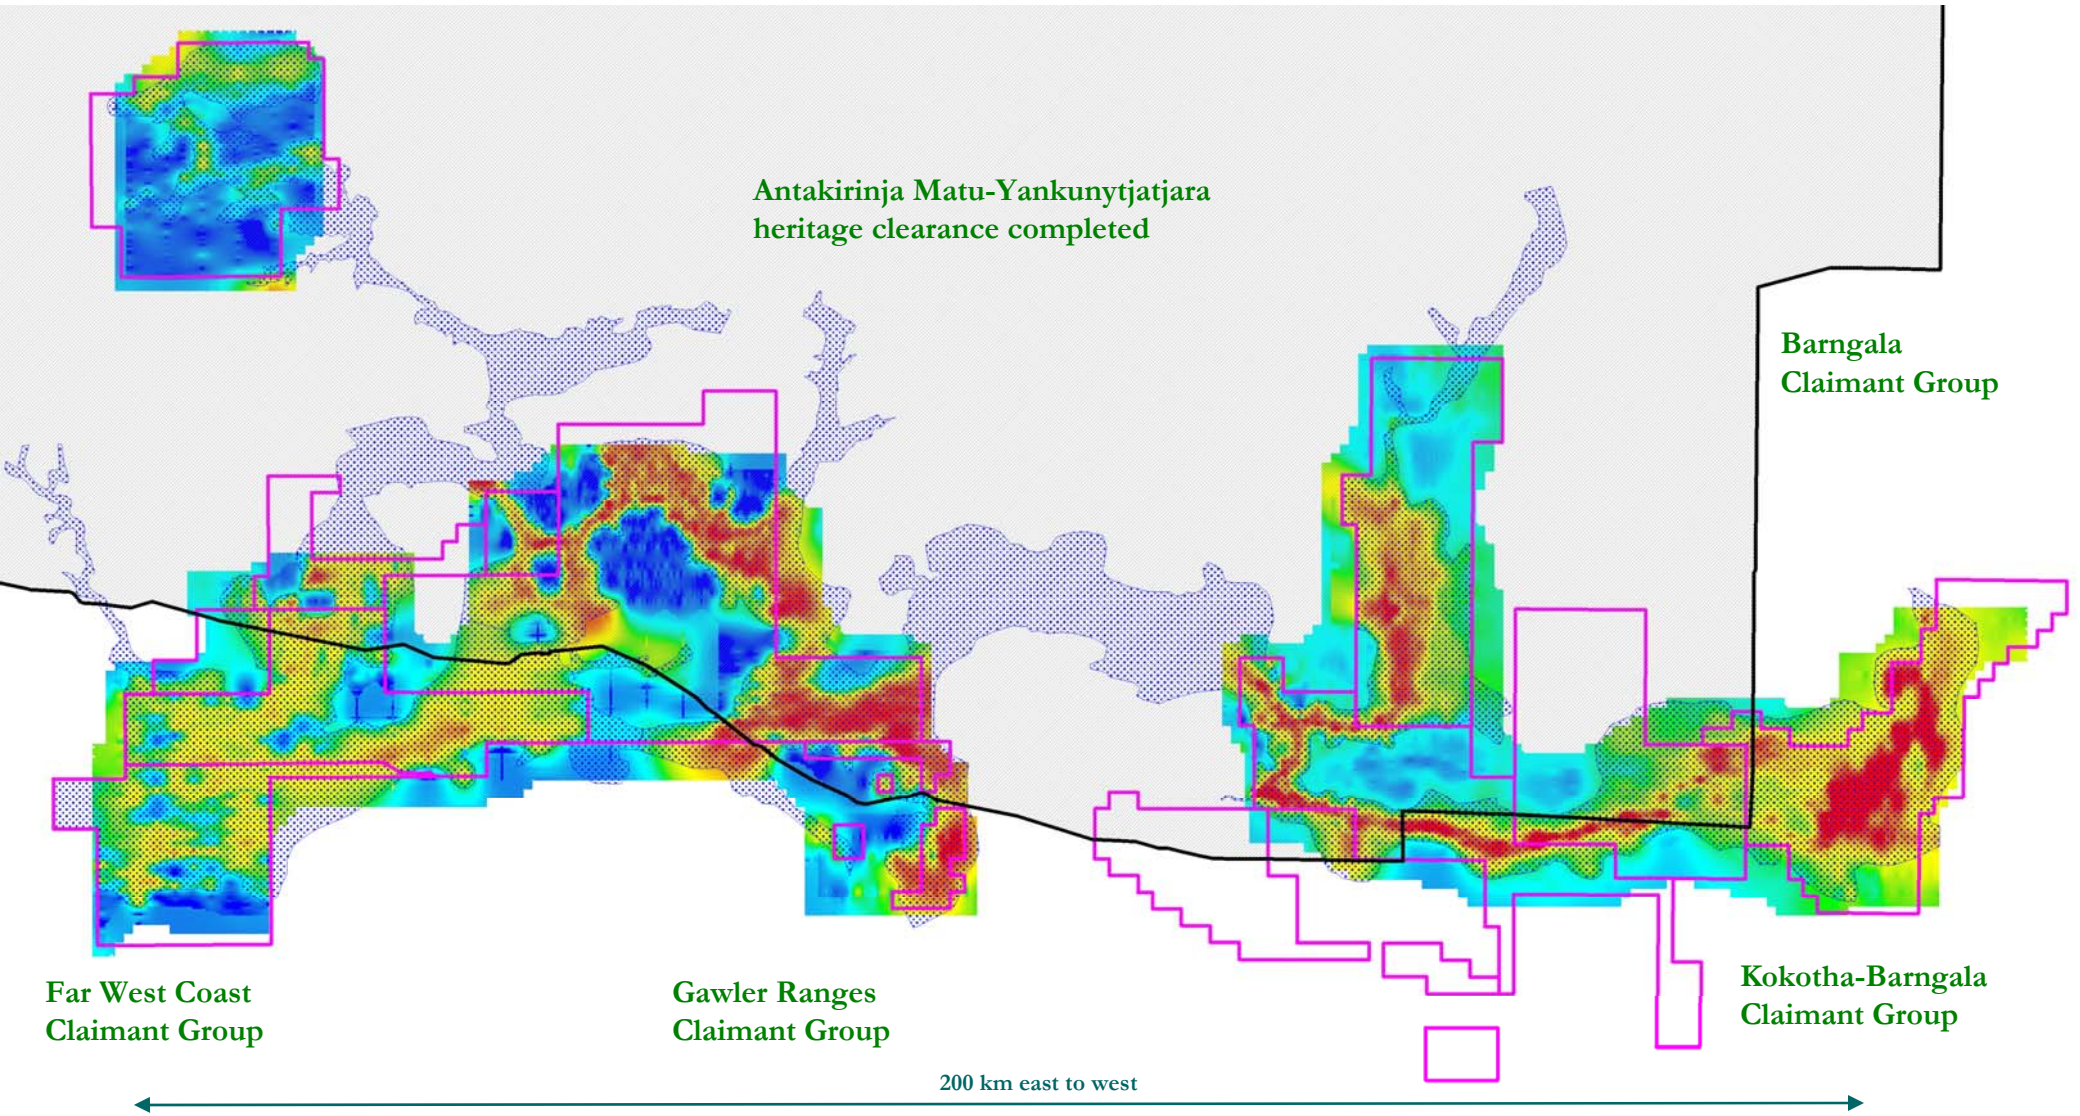 Antakirinja Matu-Yankunytjatjara
heritage clearance completed
Barngala
Claimant Group
Far West Coast
Claimant Group
Gawler Ranges
Claimant Group
Kokotha-Barngala
Claimant Group
200 km east to west